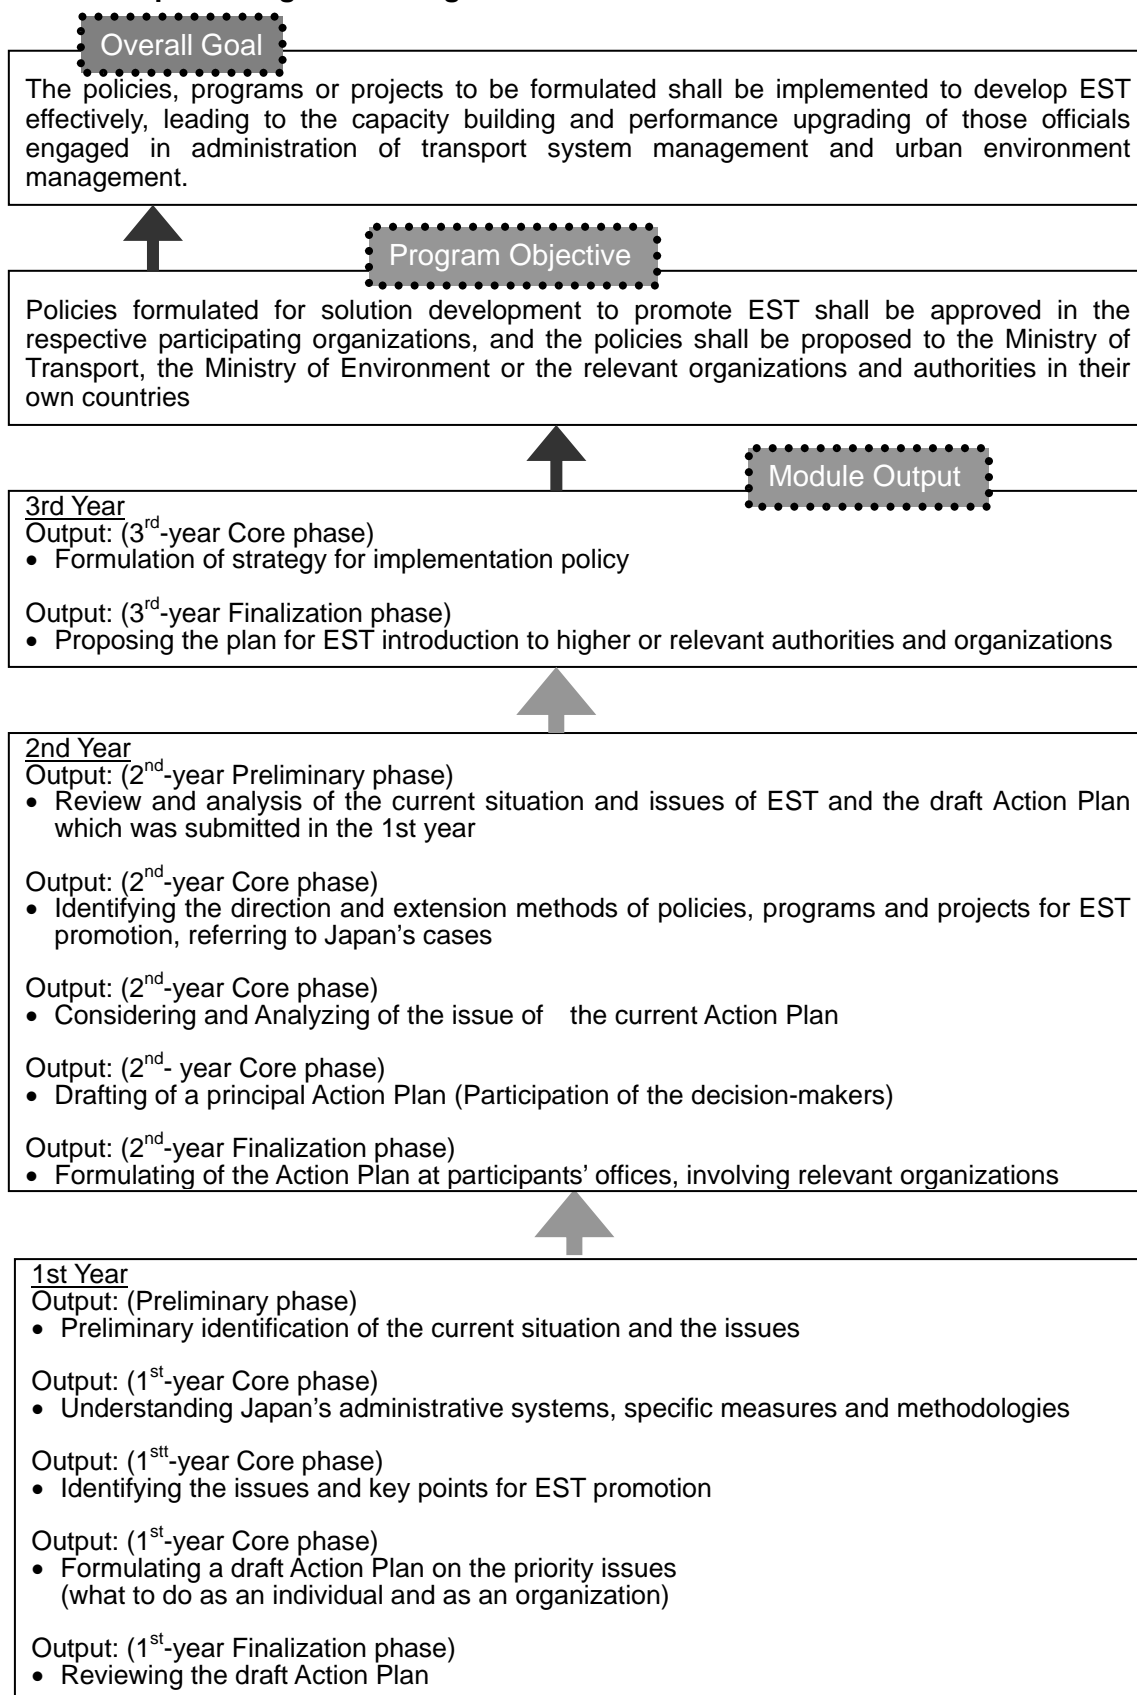 Overall Goal
The policies, programs or projects to be formulated shall be implemented to develop EST
effectively, leading to the capacity building and performance upgrading of those officials
engaged in administration of transport system management and urban environment
management.
Program Objective
Policies formulated for solution development to promote EST shall be approved in the
respective participating organizations, and the policies shall be proposed to the Ministry of
Transport, the Ministry of Environment or the relevant organizations and authorities in their
own countries
Module Output
3rd Year
Output: (3rd-year Core phase)
• Formulation of strategy for implementation policy
Output: (3rd-year Finalization phase)
• Proposing the plan for EST introduction to higher or relevant authorities and organizations
2nd Year
Output: (2nd-year Preliminary phase)
• Review and analysis of the current situation and issues of EST and the draft Action Plan
which was submitted in the 1st year
Output: (2nd-year Core phase)
• Identifying the direction and extension methods of policies, programs and projects for EST
promotion, referring to Japan's cases
Output: (2nd-year Core phase)
• Considering and Analyzing of the issue of the current Action Plan
Output: (2nd- year Core phase)
• Drafting of a principal Action Plan (Participation of the decision-makers)
Output: (2nd-year Finalization phase)
• Formulating of the Action Plan at participants' offices, involving relevant organizations
1st Year
Output: (Preliminary phase)
• Preliminary identification of the current situation and the issues
Output: (1st-year Core phase)
• Understanding Japan's administrative systems, specific measures and methodologies
Output: (1stt-year Core phase)
• Identifying the issues and key points for EST promotion
Output: (1st-year Core phase)
• Formulating a draft Action Plan on the priority issues
(what to do as an individual and as an organization)
Output: (1st-year Finalization phase)
• Reviewing the draft Action Plan